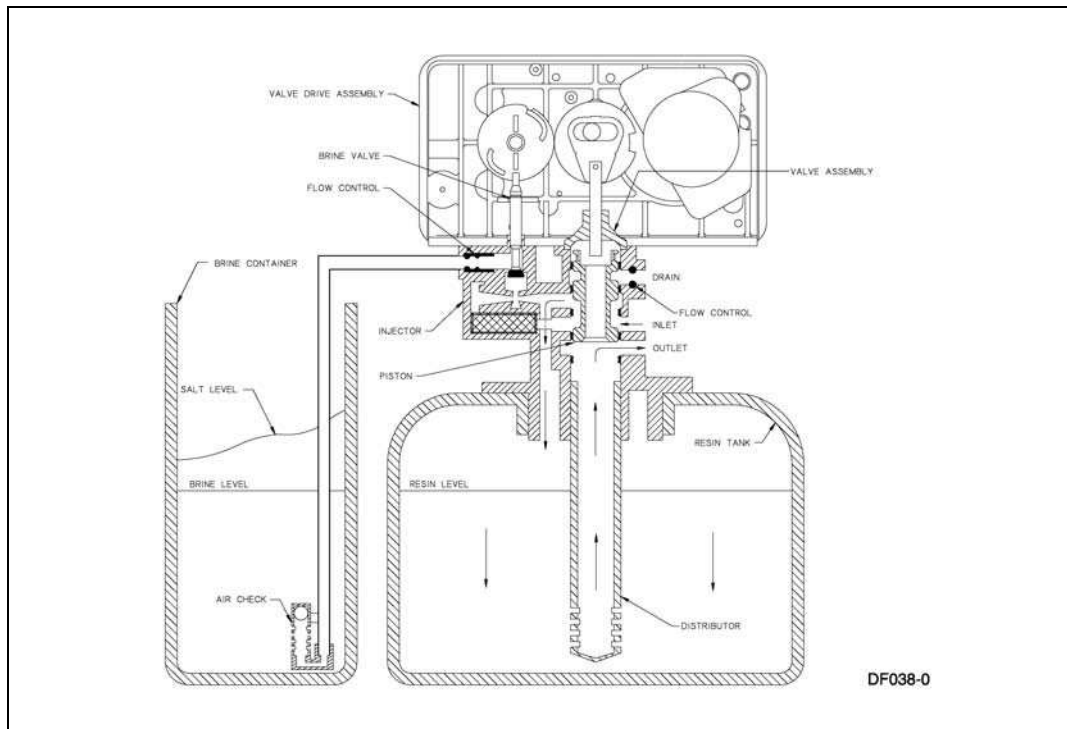 VALVE DRIVE ASSEMBLY
BRINE VALVE
FLOW CONTROL
VALVE ASSEMBLY
BRINE CONTAINER
DRAIN
FLOW CONTROL
INJECTOR
INLET
OUTLET
PISTON
SALT LEVEL
RESIN TANK
BRINE LEVEL
RESIN LEVEL
AIR CHECK
DISTRIBUTOR
DF038-0